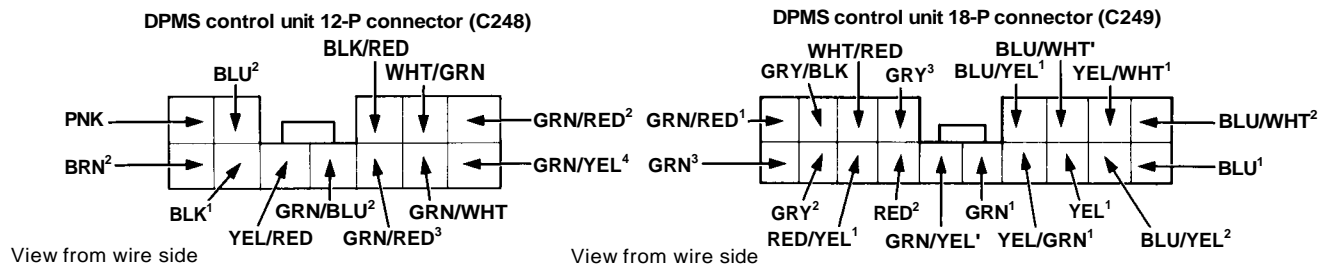 DPMS control unit 12-P connector (C248)
BLK/RED
BLU²
WHT/GRN
PNK
GRN/RED²
BRN²
GRN/YEL⁴
BLK¹
GRN/BLU²
GRN/WHT
YEL/RED
GRN/RED³
View from wire side
DPMS control unit 18-P connector (C249)
WHT/RED
BLU/WHT'
GRY/BLK
GRY³
BLU/YEL¹
YEL/WHT¹
GRN/RED¹
BLU/WHT²
GRN³
BLU¹
GRY²
RED²
GRN¹
YEL¹
RED/YEL¹
GRN/YEL'
YEL/GRN¹
BLU/YEL²
View from wire side